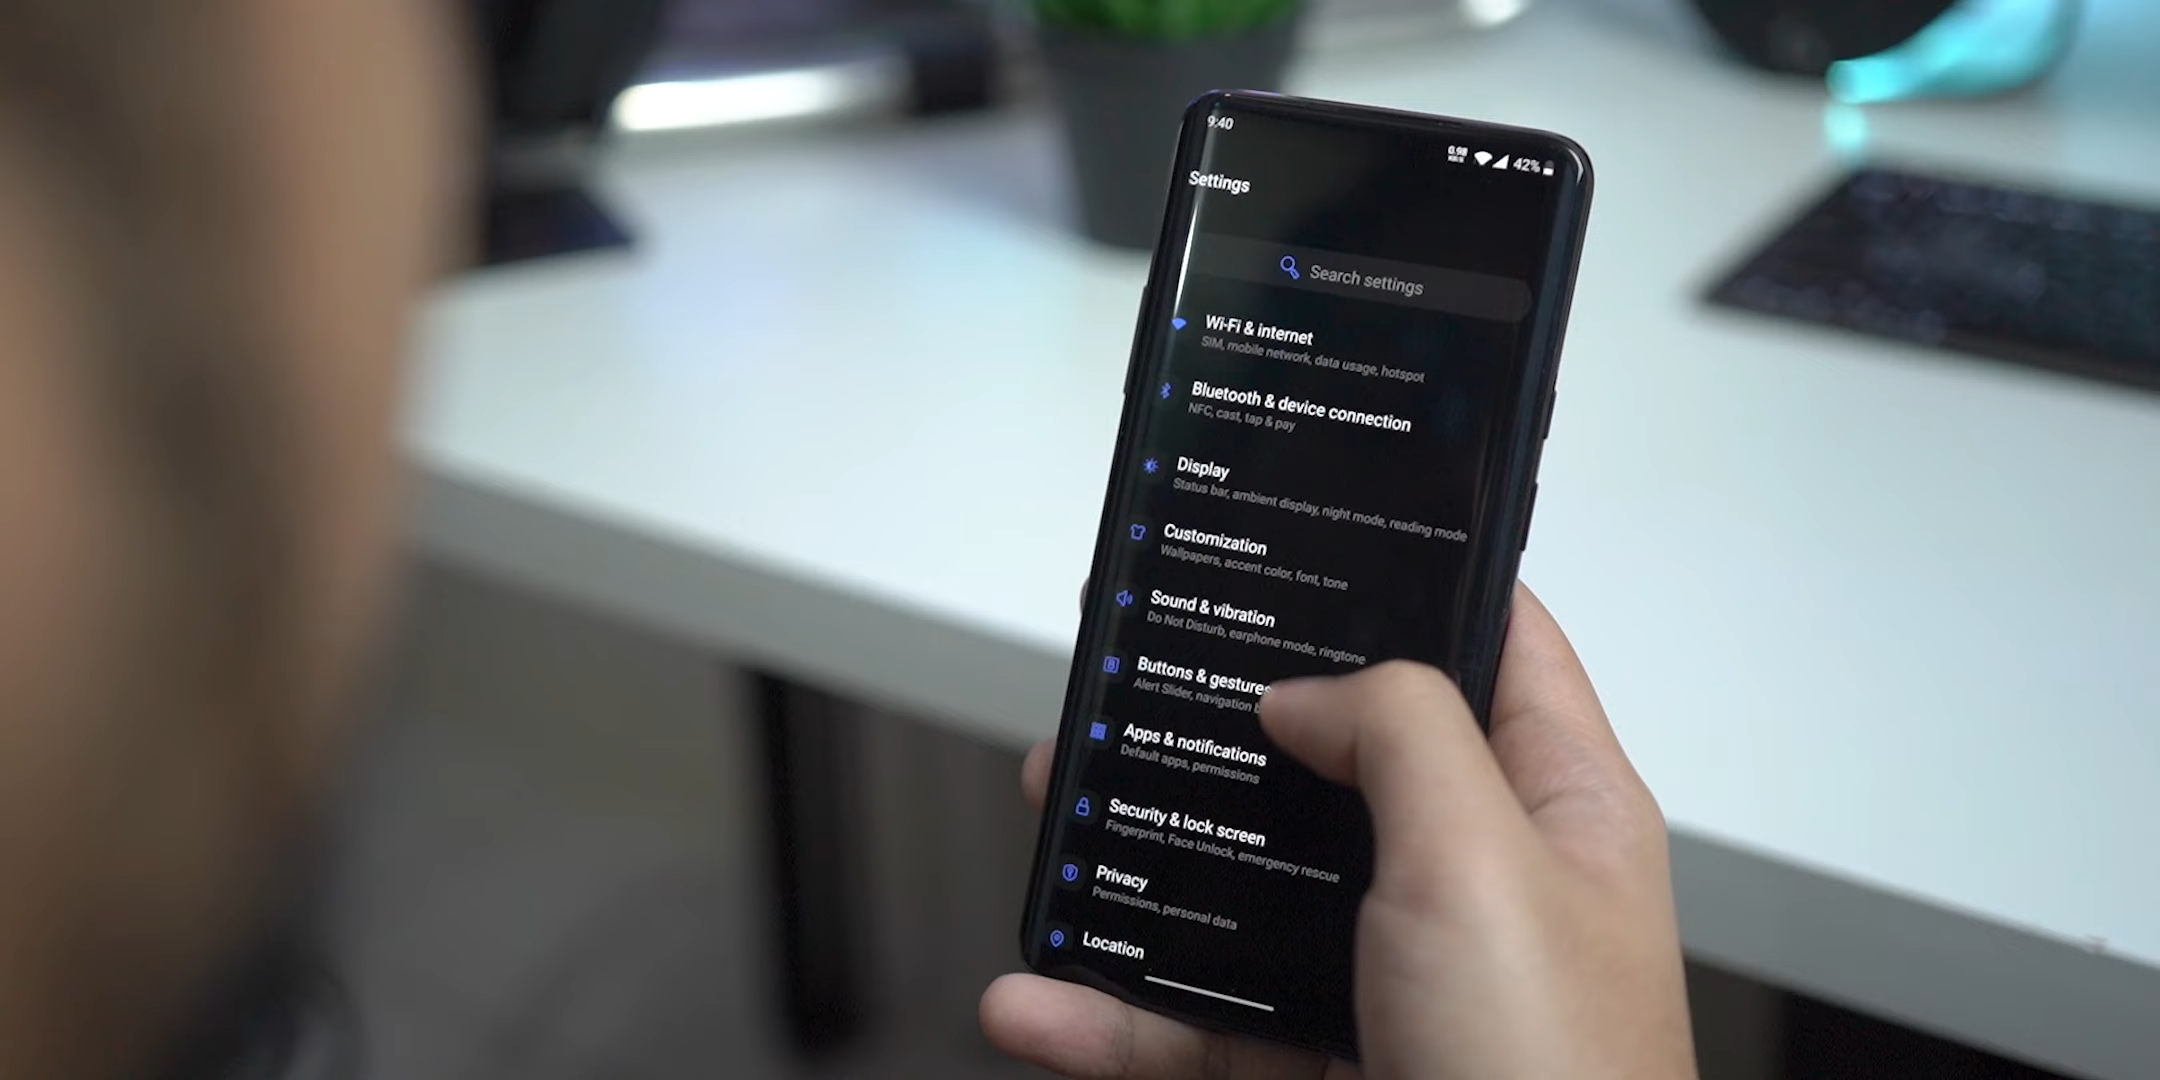 9:40
0.98
42%
Settings
Search settings
Wi-Fi & internet
SIM, mobile network, data usage, hotspot
Bluetooth & device connection
NFC, cast, tap & pay
Display
Status bar, ambient display, night mode, reading mode
Customization
Wallpapers, accent color, font, tone
Sound & vibration
Do Not Disturb, earphone mode, ringtone
Buttons & gestures
Alert Slider, navigation
Apps & notifications
Default apps, permissions
Security & lock screen
Fingerprint, Face Unlock, emergency rescue
Privacy
Permissions, personal data
Location